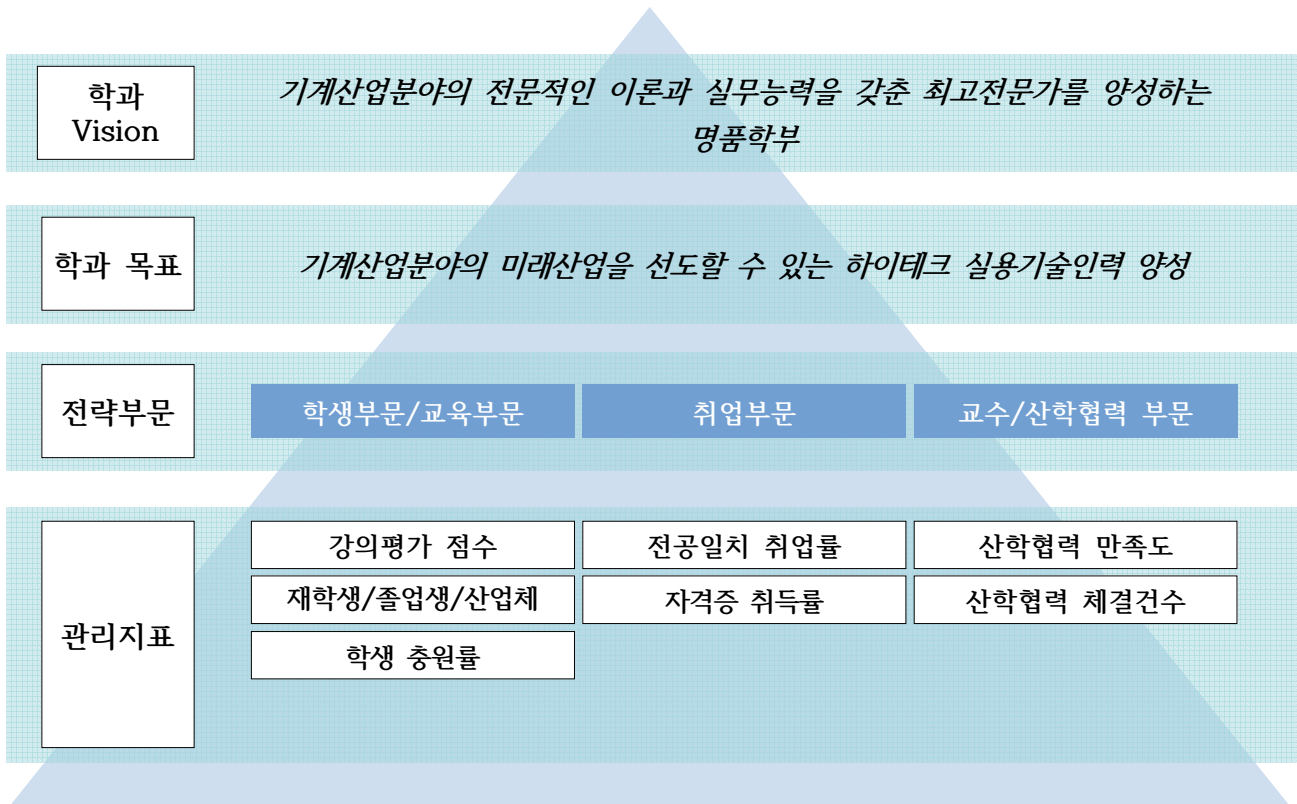 학과
Vision
기계산업분야의 전문적인 이론과 실무능력을 갖춘 최고전문가를 양성하는
명품학부
학과 목표
기계산업분야의 미래산업을 선도할 수 있는 하이테크 실용기술인력 양성
전략부문
학생부문/교육부문
취업부문
교수/산학협력 부문
관리지표
강의평가 점수
전공일치 취업률
산학협력 만족도
재학생/졸업생/산업체
자격증 취득률
산학협력 체결건수
학생 충원률